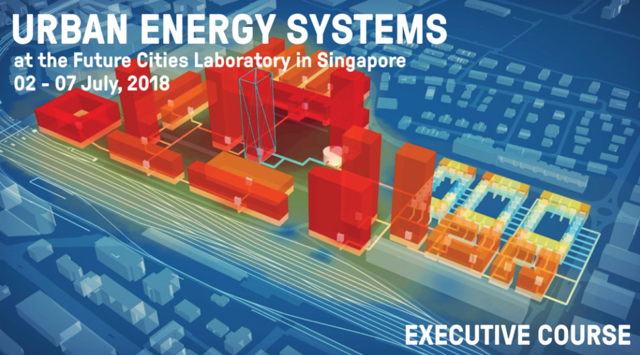 URBAN ENERGY SYSTEMS
at the Future Cities Laboratory in Singapore
02 - 07 July, 2018
EXECUTIVE COURSE